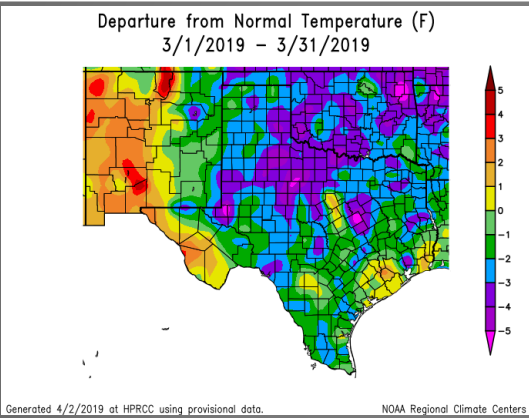 Departure from Normal Temperature (F)
3/1/2019 – 3/31/2019
5
4
3
2
1
0
−1
−2
−3
−4
−5
Generated 4/2/2019 at HPRCC using provisional data.
NOAA Regional Climate Centers